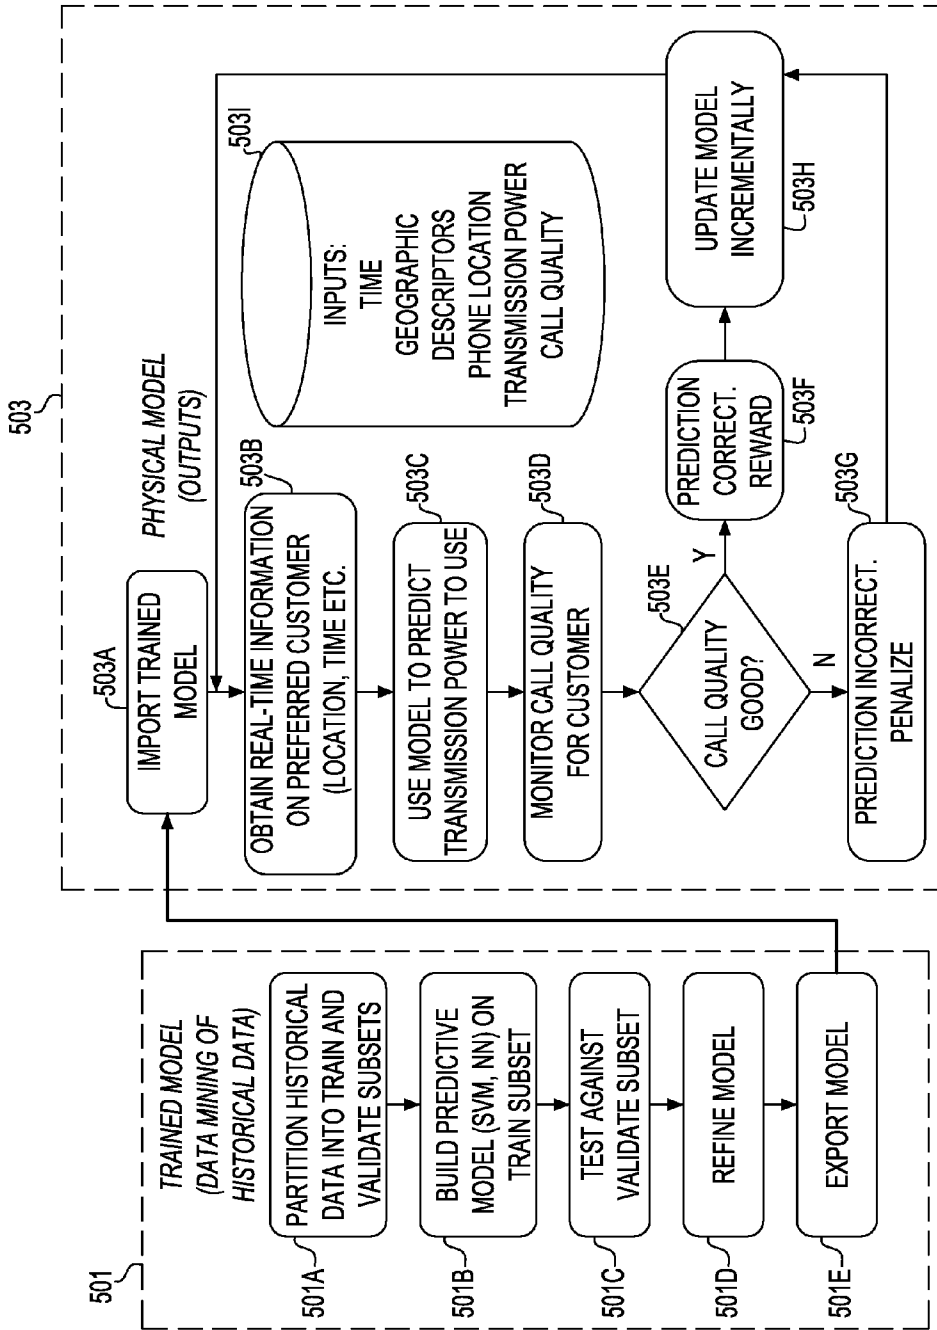 501
TRAINED MODEL
(DATA MINING OF
HISTORICAL DATA)
501A
PARTITION HISTORICAL
DATA INTO TRAIN AND
VALIDATE SUBSETS
501B
BUILD PREDICTIVE
MODEL (SVM, NN) ON
TRAIN SUBSET
501C
TEST AGAINST
VALIDATE SUBSET
501D
REFINE MODEL
501E
EXPORT MODEL
503
503A
IMPORT TRAINED
MODEL
PHYSICAL MODEL
(OUTPUTS)
503B
OBTAIN REAL-TIME INFORMATION
ON PREFERRED CUSTOMER
(LOCATION, TIME ETC.
503C
USE MODEL TO PREDICT
TRANSMISSION POWER TO USE
503D
MONITOR CALL QUALITY
FOR CUSTOMER
503E
CALL QUALITY
GOOD?
Y
N
503F
PREDICTION
CORRECT.
REWARD
503G
PREDICTION INCORRECT.
PENALIZE
503H
UPDATE MODEL
INCREMENTALLY
503I
INPUTS:
TIME
GEOGRAPHIC
DESCRIPTORS
PHONE LOCATION
TRANSMISSION POWER
CALL QUALITY